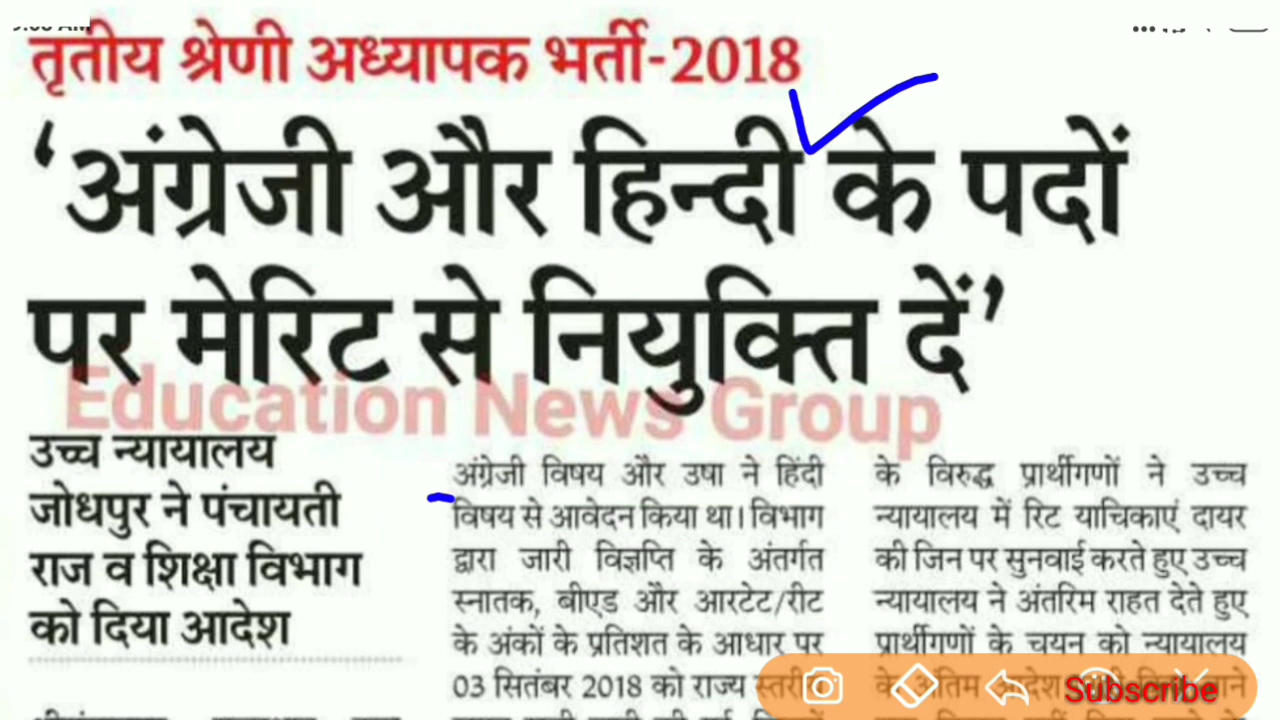 तृतीय श्रेणी अध्यापक भर्ती-2018
‘अंग्रेजी और हिन्दी के पदों
पर मेरिट से नियुक्ति दें’
Education News Group
उच्च न्यायालय
जोधपुर ने पंचायती
राज व शिक्षा विभाग
को दिया आदेश
अंग्रेजी विषय और उषा ने हिंदी
विषय से आवेदन किया था। विभाग
द्वारा जारी विज्ञप्ति के अंतर्गत
स्नातक, बीएड और आरटेट/रीट
के अंकों के प्रतिशत के आधार पर
03 सितंबर 2018 को राज्य स्तरीय
के विरुद्ध प्रार्थीगणों ने उच्च
न्यायालय में रिट याचिकाएं दायर
की जिन पर सुनवाई करते हुए उच्च
न्यायालय ने अंतरिम राहत देते हुए
प्रार्थीगणों के चयन को न्यायालय
के अंतिम आदेश
Subscribe